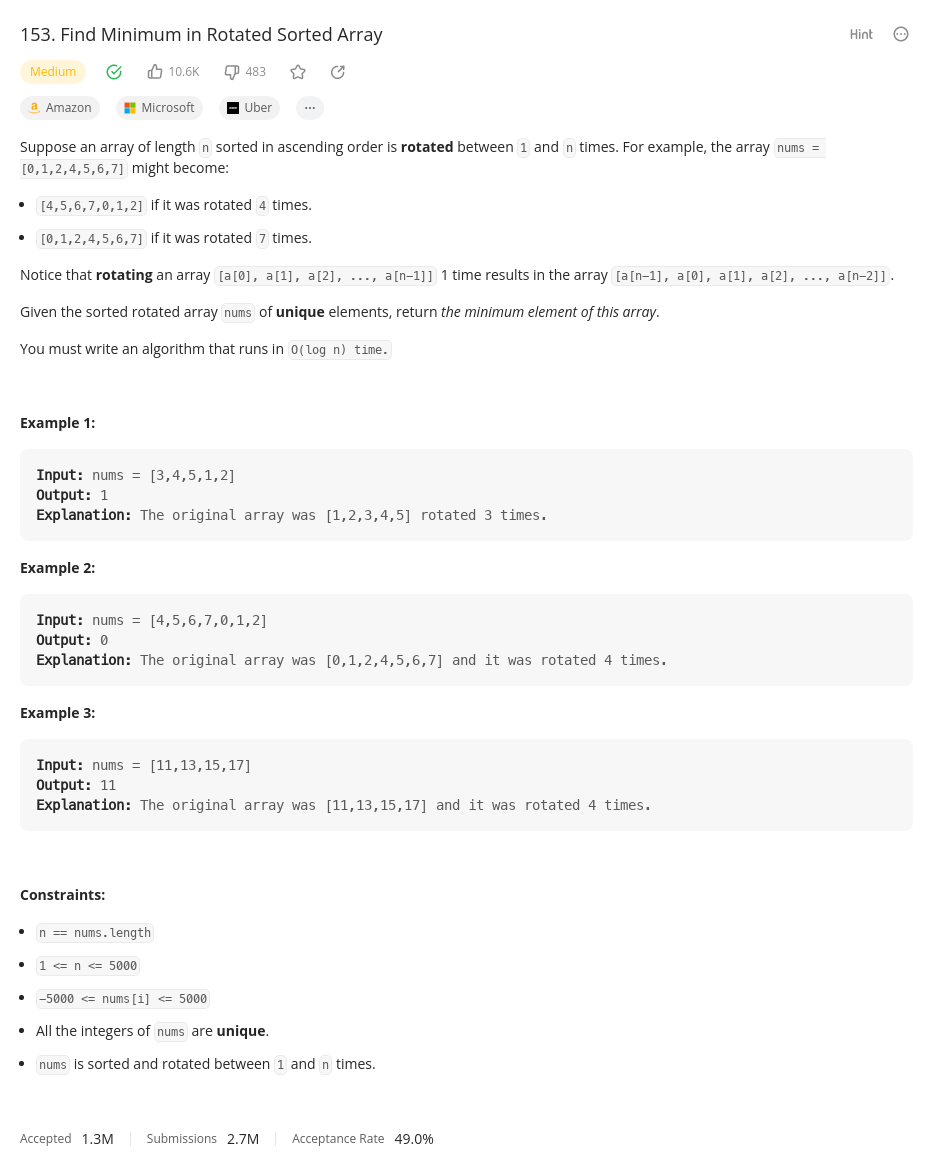 153. Find Minimum in Rotated Sorted Array
Hint
Medium
10.6K
483
a Amazon
Microsoft
Uber
...
Suppose an array of length n sorted in ascending order is rotated between 1 and n times. For example, the array nums =
[0,1,2,4,5,6,7] might become:
• [4,5,6,7,0,1,2] if it was rotated 4 times.
• [0,1,2,4,5,6,7] if it was rotated 7 times.
Notice that rotating an array [a[0], a[1], a[2], ..., a[n−1]] 1 time results in the array [a[n−1], a[0], a[1], a[2], ..., a[n−2]].
Given the sorted rotated array nums of unique elements, return the minimum element of this array.
You must write an algorithm that runs in O(log n) time.
Example 1:
Input: nums = [3,4,5,1,2]
Output: 1
Explanation: The original array was [1,2,3,4,5] rotated 3 times.
Example 2:
Input: nums = [4,5,6,7,0,1,2]
Output: 0
Explanation: The original array was [0,1,2,4,5,6,7] and it was rotated 4 times.
Example 3:
Input: nums = [11,13,15,17]
Output: 11
Explanation: The original array was [11,13,15,17] and it was rotated 4 times.
Constraints:
• n == nums.length
• 1 <= n <= 5000
• −5000 <= nums[i] <= 5000
• All the integers of nums are unique.
• nums is sorted and rotated between 1 and n times.
Accepted 1.3M Submissions 2.7M Acceptance Rate 49.0%